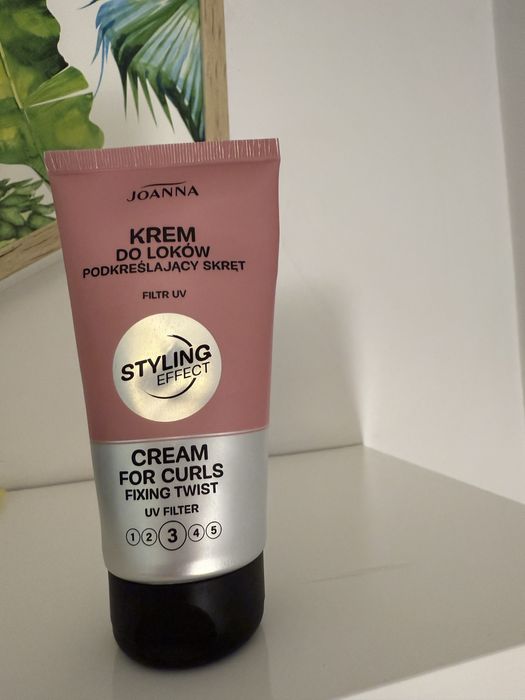 JOANNA
KREM
DO LOKÓW
PODKREŚLAJĄCY SKRĘT
FILTR UV
STYLING
EFFECT
CREAM
FOR CURLS
FIXING TWIST
UV FILTER
1 2 3 4 5